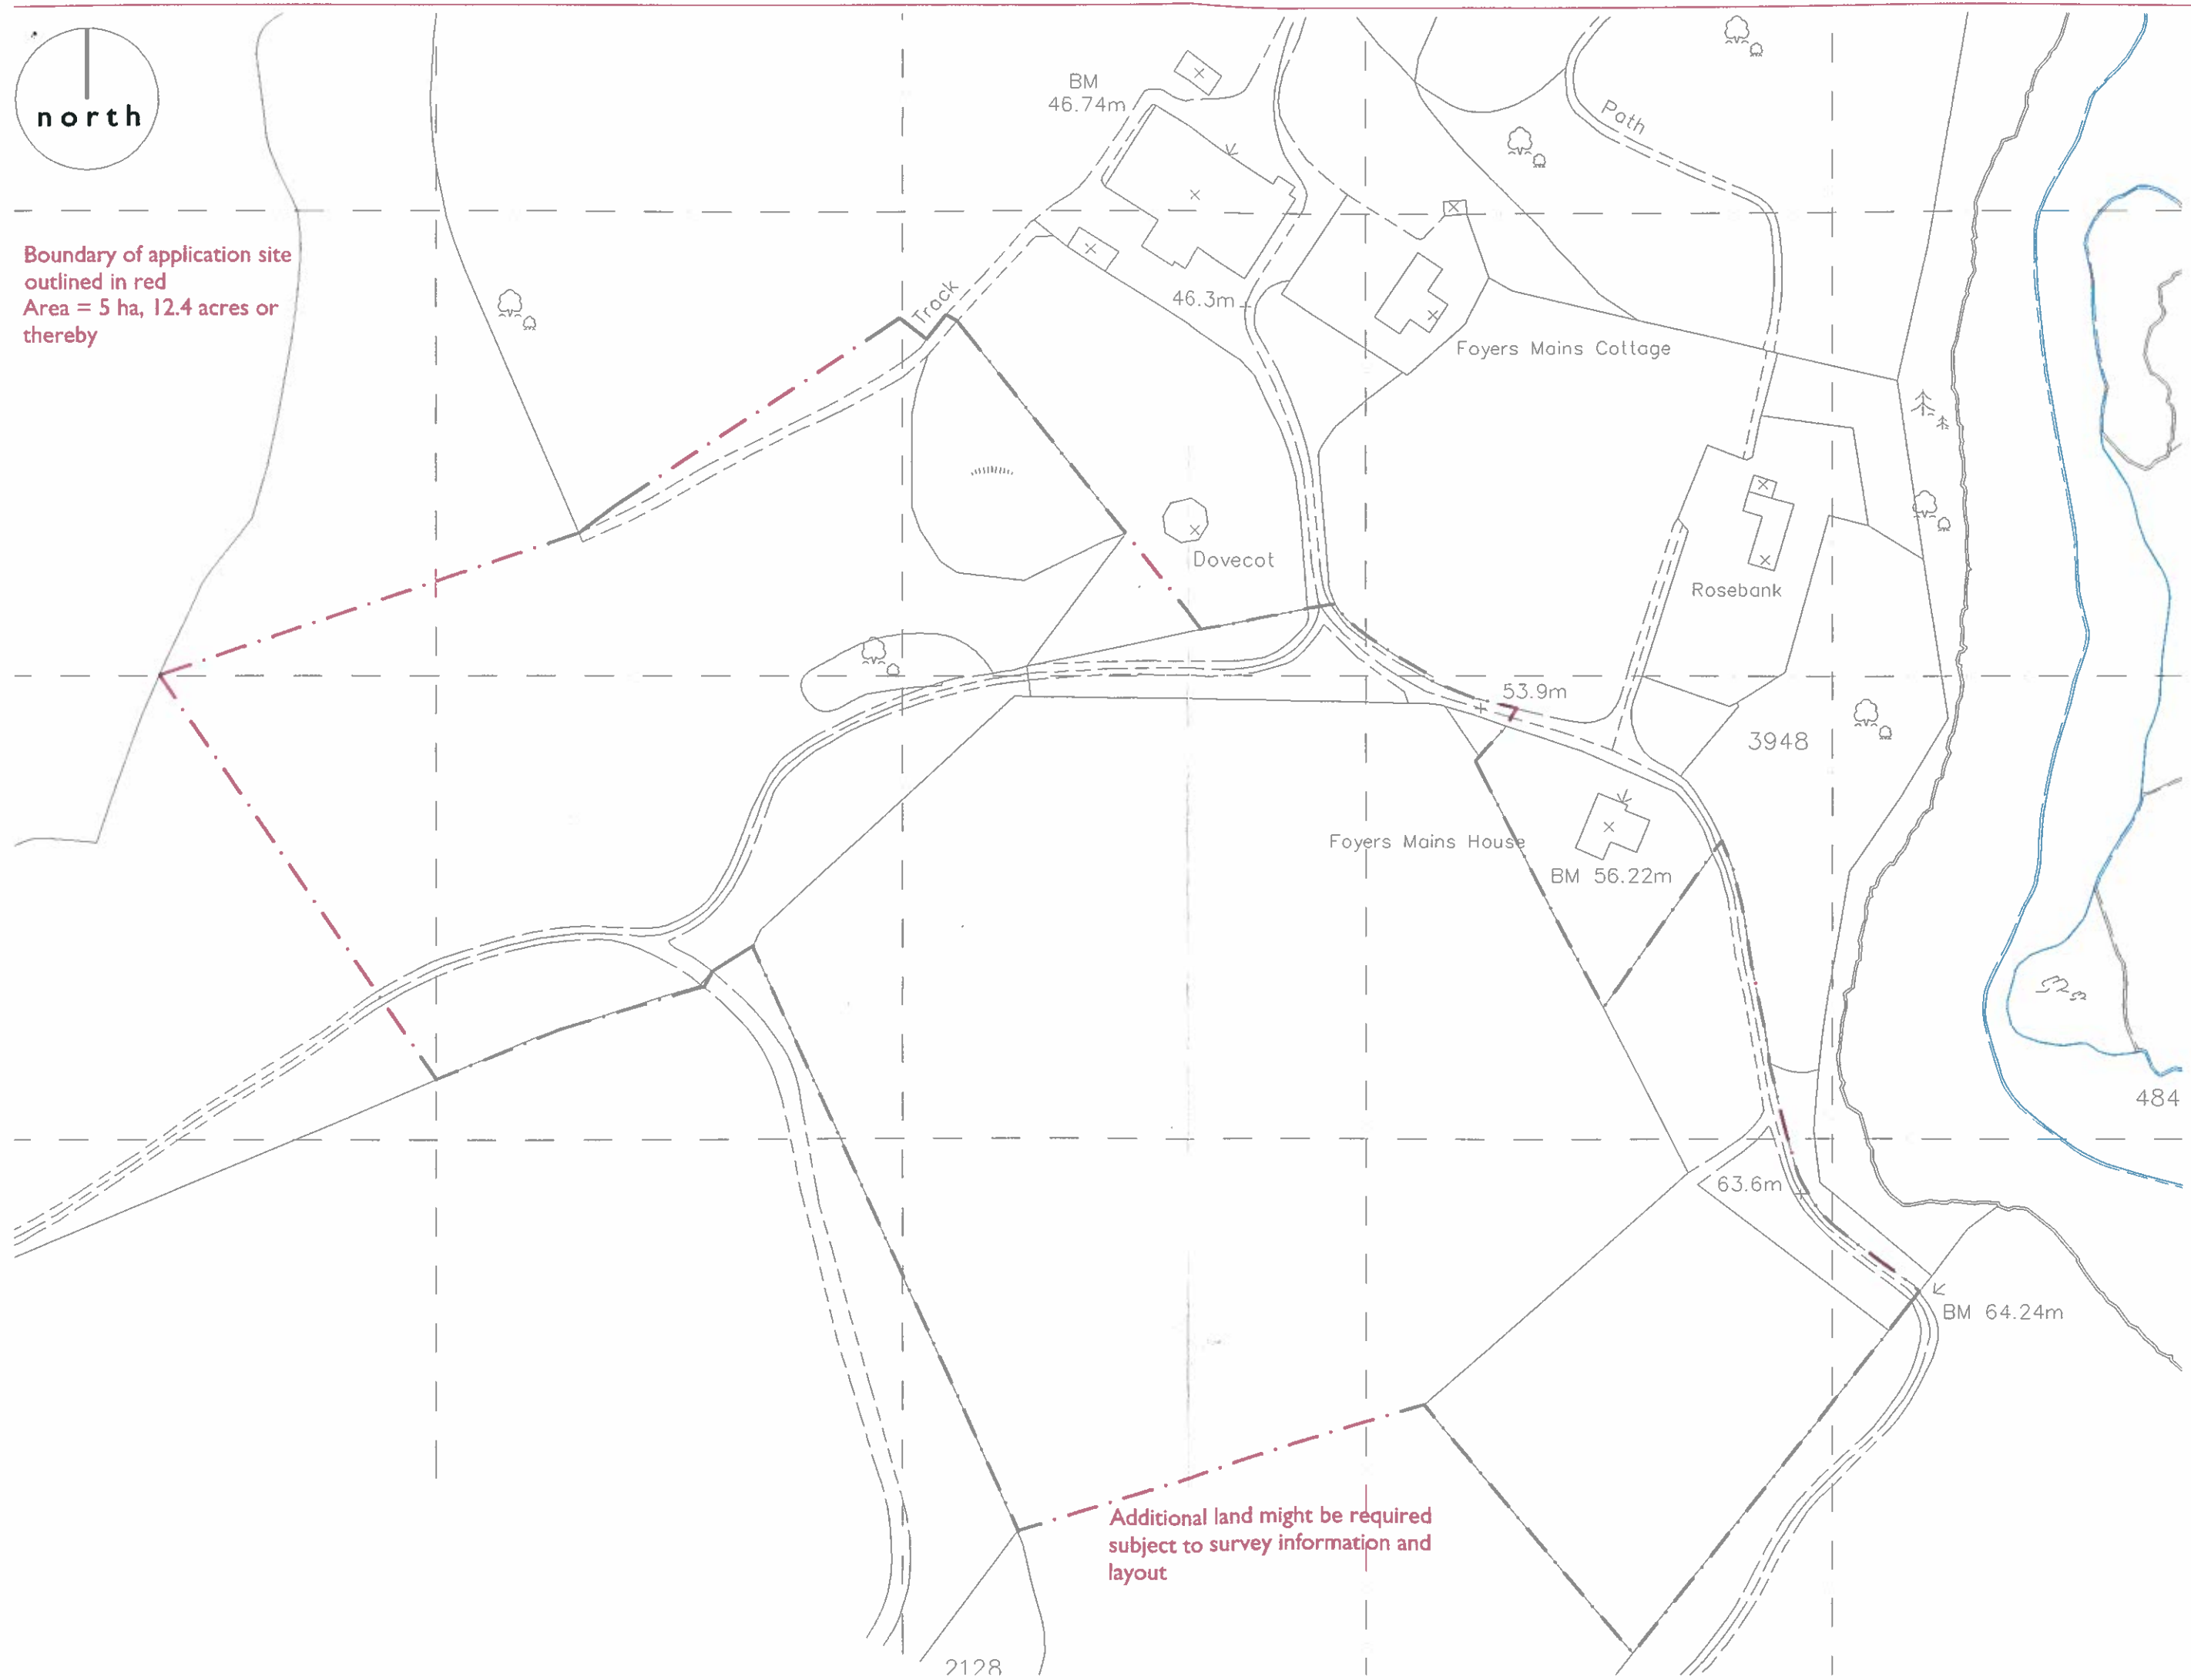 north
BM
46.74m
Path
Boundary of application site
outlined in red
Area = 5 ha, 12.4 acres or
thereby
Track
46.3m
Foyers Mains Cottage
Dovecot
Rosebank
53.9m
3948
Foyers Mains House
BM 56.22m
484
63.6m
BM 64.24m
Additional land might be required
subject to survey information and
layout
2128